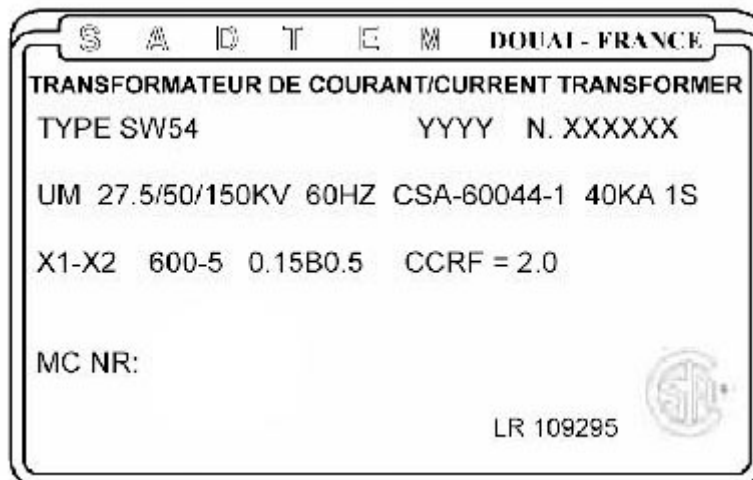 SADTEM DOUAI - FRANCE
TRANSFORMATEUR DE COURANT/CURRENT TRANSFORMER
TYPE SW54 YYYY N. XXXXXX
UM 27.5/50/150KV 60HZ CSA-60044-1 40KA 1S
X1-X2 600-5 0.15B0.5 CCRF = 2.0
MC NR:
LR 109295